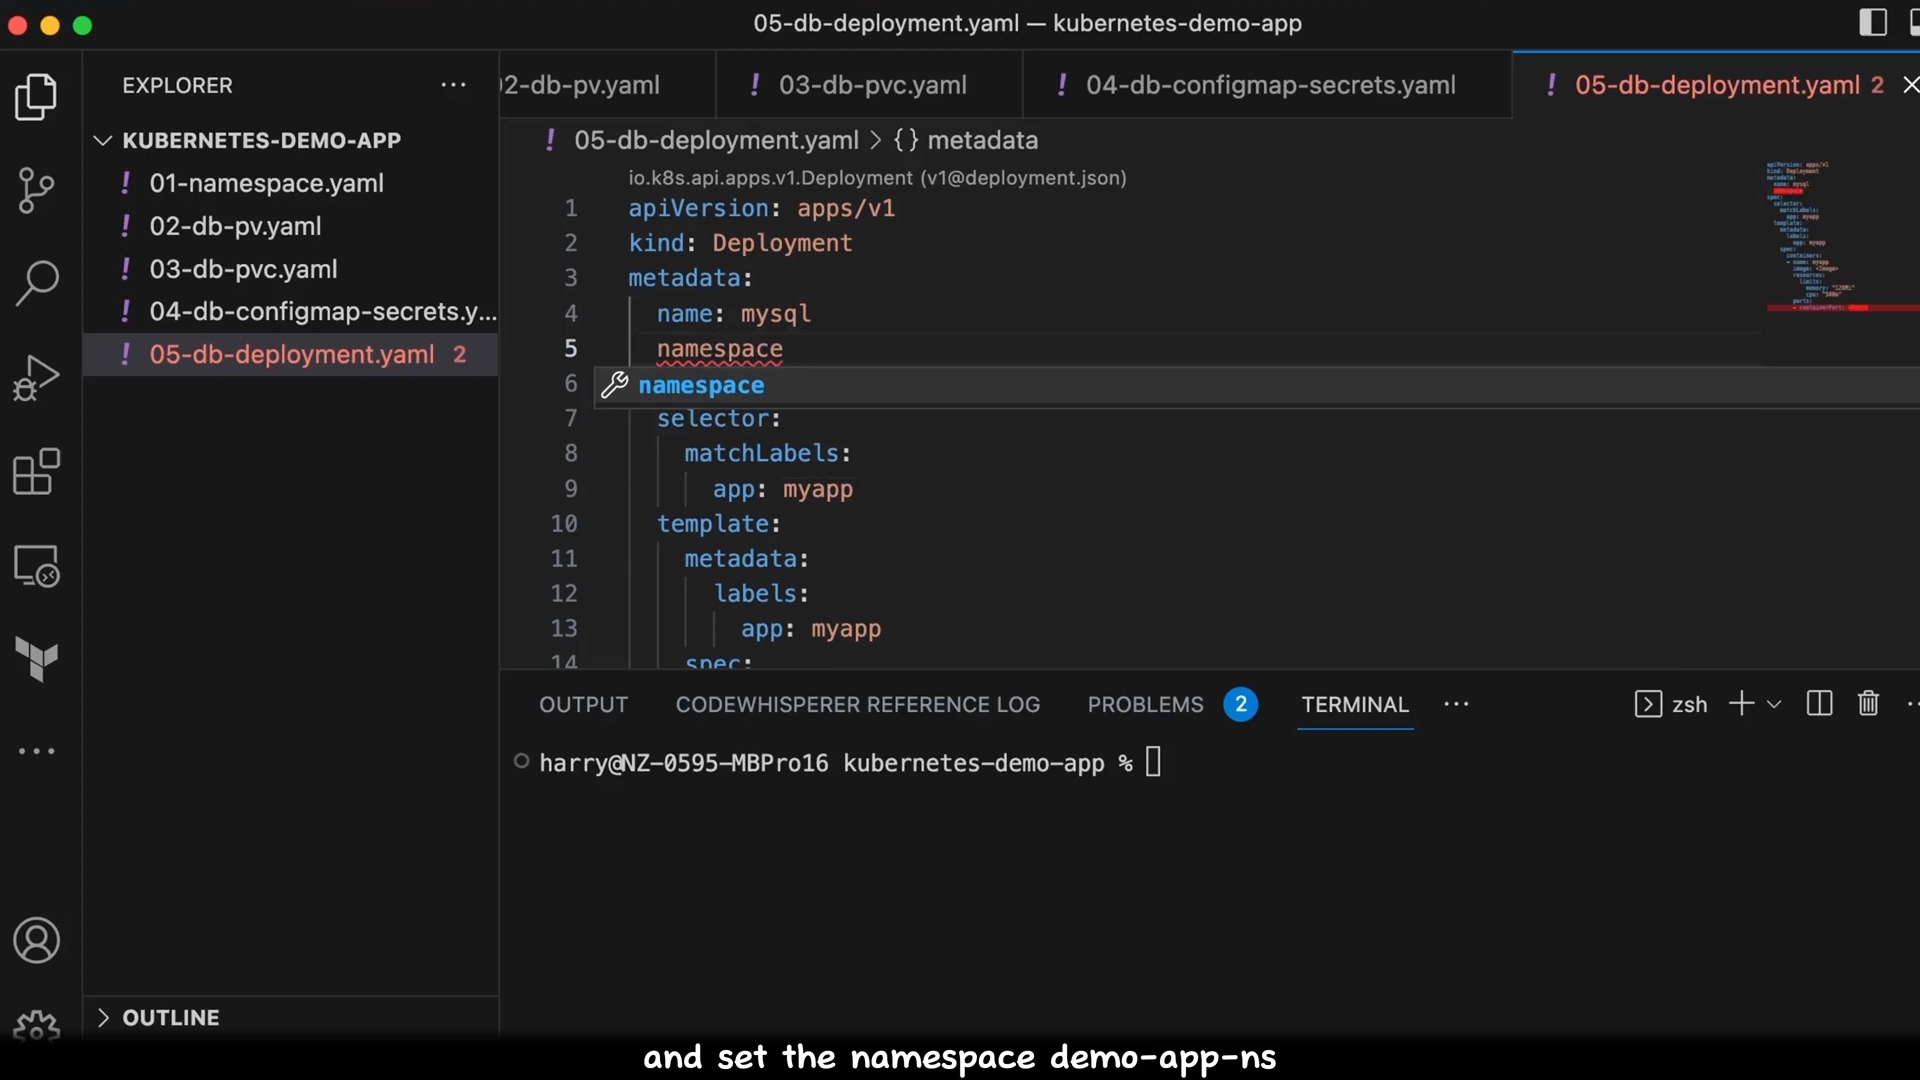 05-db-deployment.yaml — kubernetes-demo-app
EXPLORER
KUBERNETES-DEMO-APP
! 01-namespace.yaml
! 02-db-pv.yaml
! 03-db-pvc.yaml
! 04-db-configmap-secrets.y...
! 05-db-deployment.yaml 2
OUTLINE
2-db-pv.yaml ! 03-db-pvc.yaml ! 04-db-configmap-secrets.yaml ! 05-db-deployment.yaml 2
! 05-db-deployment.yaml > {} metadata
io.k8s.api.apps.v1.Deployment (v1@deployment.json)
1 apiVersion: apps/v1
2 kind: Deployment
3 metadata:
4 name: mysql
5 namespace
6 namespace
7 selector:
8 matchLabels:
9 app: myapp
10 template:
11 metadata:
12 labels:
13 app: myapp
14 spec:
OUTPUT CODEWHISPERER REFERENCE LOG PROBLEMS 2 TERMINAL ... zsh
harry@NZ-0595-MBPro16 kubernetes-demo-app %
and set the namespace demo-app-ns